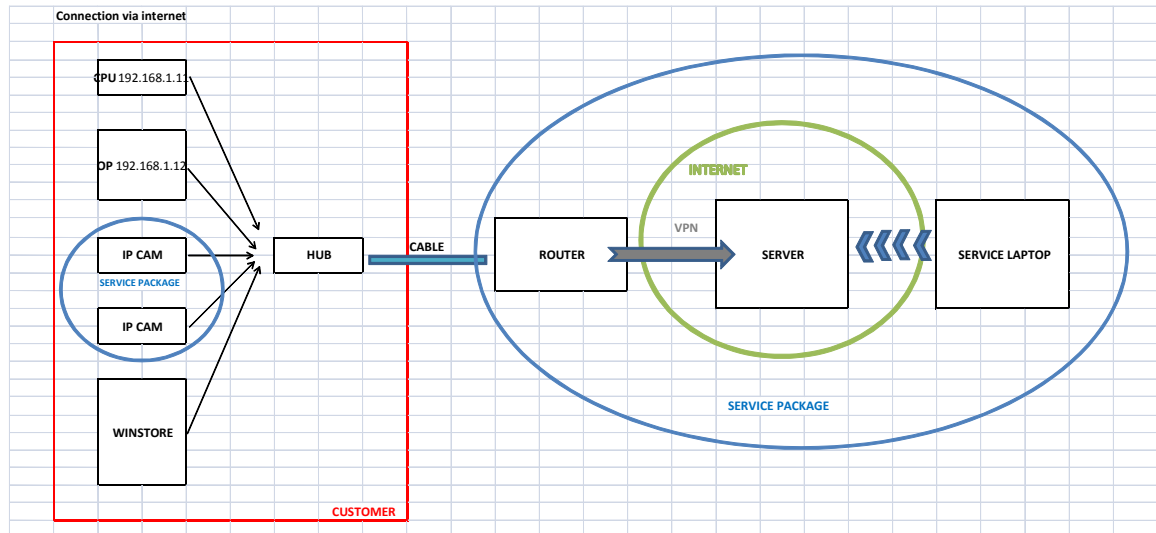 Connection via internet
CPU 192.168.1.11
OP 192.168.1.12
IP CAM
SERVICE PACKAGE
IP CAM
WINSTORE
HUB
CUSTOMER
CABLE
ROUTER
INTERNET
VPN
SERVER
SERVICE LAPTOP
SERVICE PACKAGE